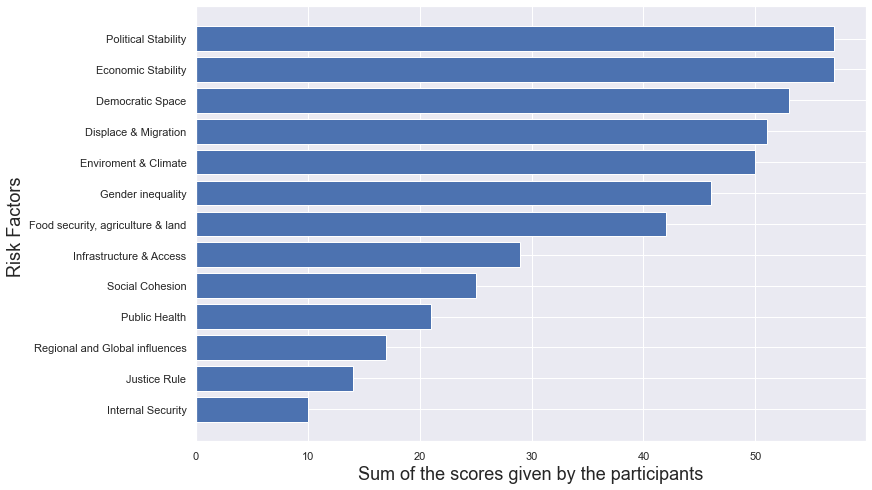 Risk Factors
Political Stability
Economic Stability
Democratic Space
Displace & Migration
Enviroment & Climate
Gender inequality
Food security, agriculture & land
Infrastructure & Access
Social Cohesion
Public Health
Regional and Global influences
Justice Rule
Internal Security
0 10 20 30 40 50
Sum of the scores given by the participants